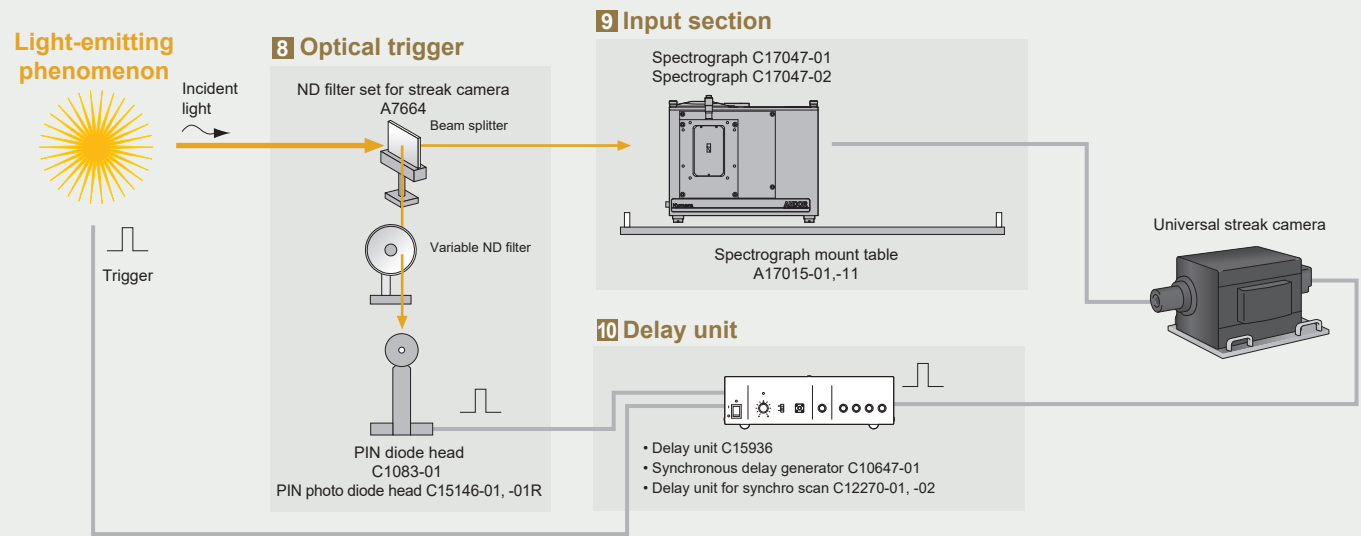 Light-emitting
phenomenon
Incident
light
Trigger
8 Optical trigger
ND filter set for streak camera
A7664
Beam splitter
Variable ND filter
PIN diode head
C1083-01
PIN photo diode head C15146-01, -01R
9 Input section
Spectrograph C17047-01
Spectrograph C17047-02
ANDOR
Spectrograph mount table
A17015-01,-11
10 Delay unit
• Delay unit C15936
• Synchronous delay generator C10647-01
• Delay unit for synchro scan C12270-01, -02
Universal streak camera